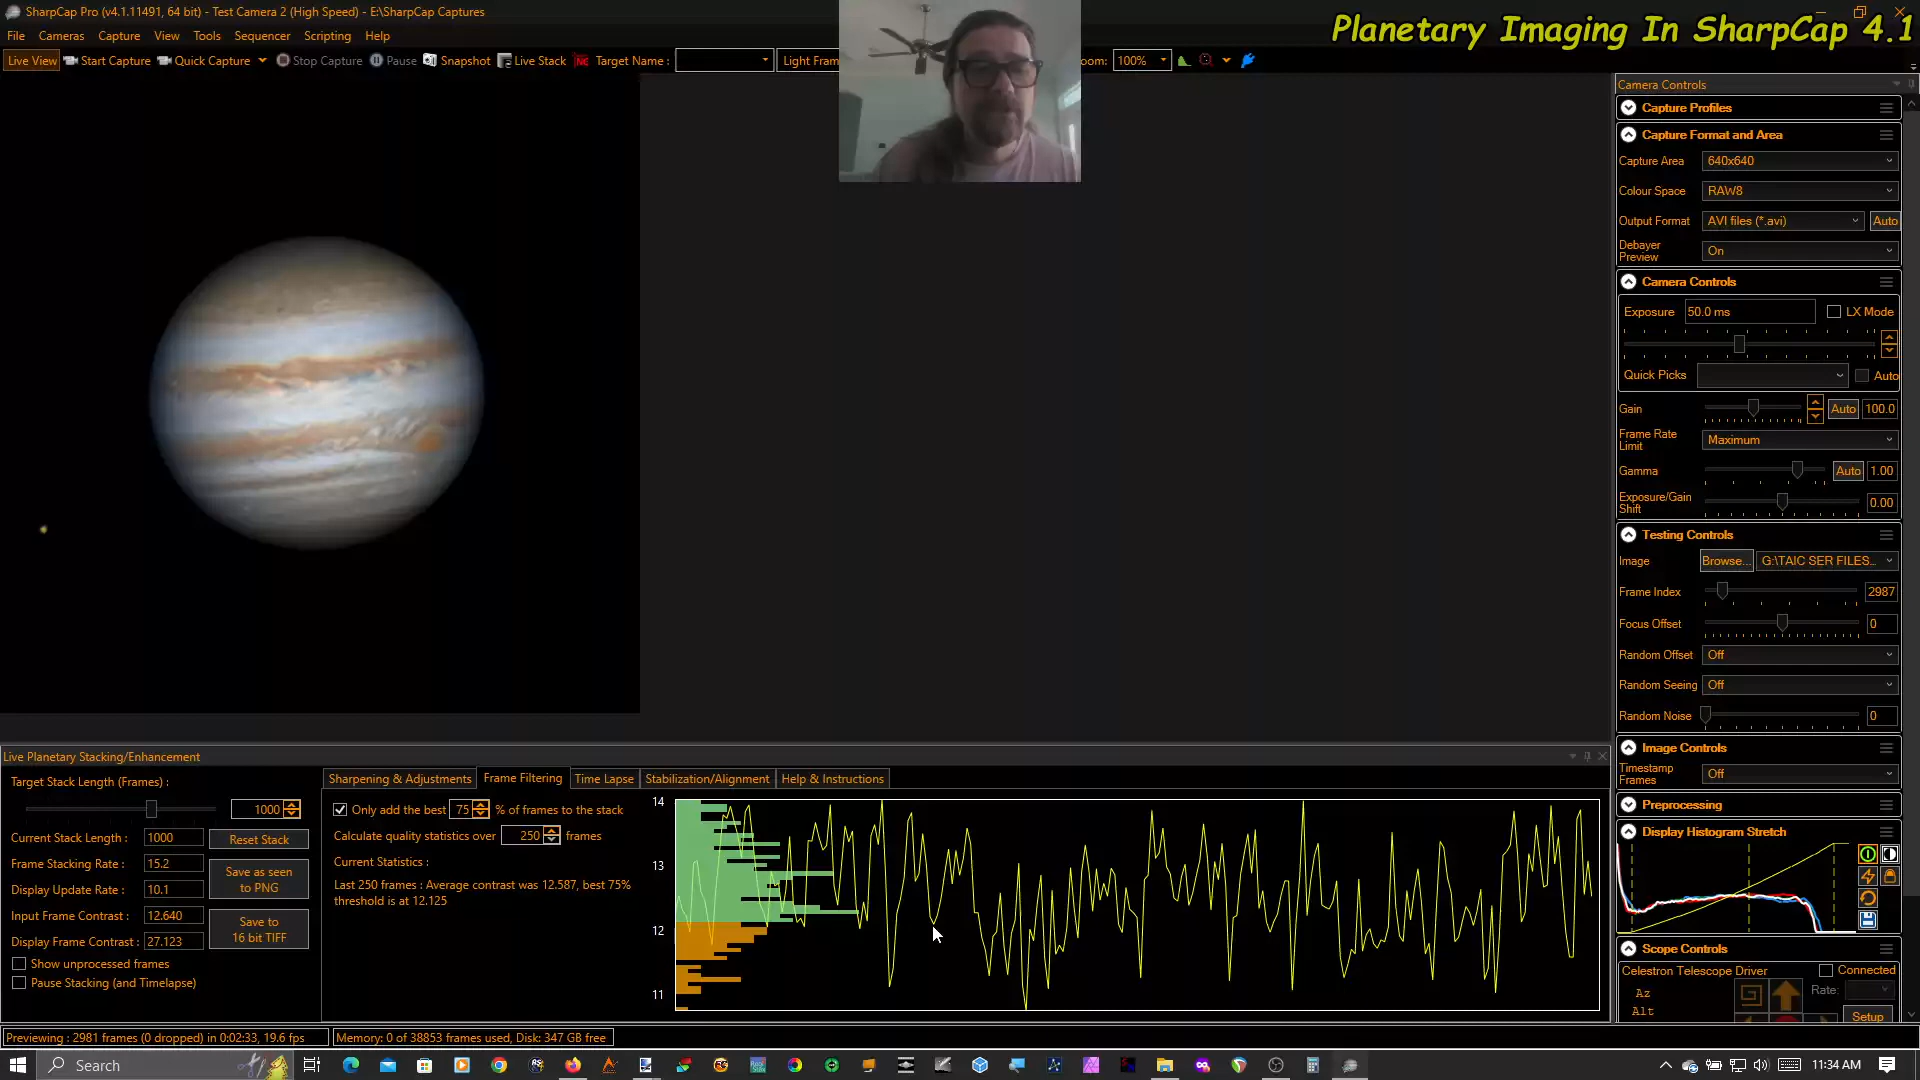 SharpCap Pro (v4.1.11491, 64 bit) - Test Camera 2 (High Speed) - E:\SharpCap Captures
Planetary Imaging In SharpCap 4.1
File Cameras Capture View Tools Sequencer Scripting Help
Live View Start Capture Quick Capture Stop Capture Pause Snapshot Live Stack Target Name : Light Fram oom: 100%
Camera Controls
Capture Profiles
Capture Format and Area
Capture Area 640x640
Colour Space RAW8
Output Format AVI files (*.avi) Auto
Debayer Preview On
Camera Controls
Exposure 50.0 ms LX Mode
Quick Picks Auto
Gain Auto 100.0
Frame Rate Limit Maximum
Gamma Auto 1.00
Exposure/Gain Shift 0.00
Testing Controls
Image Browse... G:\TAIC SER FILES...
Frame Index 2987
Focus Offset 0
Random Offset Off
Random Seeing Off
Random Noise 0
Image Controls
Timestamp Frames Off
Preprocessing
Display Histogram Stretch
Scope Controls
Celestron Telescope Driver Connected
Az Rate:
Alt
Setup
Live Planetary Stacking/Enhancement
Target Stack Length (Frames) :
1000
Current Stack Length : 1000 Reset Stack
Frame Stacking Rate : 15.2 Save as seen to PNG
Display Update Rate : 10.1
Input Frame Contrast : 12.640 Save to 16 bit TIFF
Display Frame Contrast : 27.123
Show unprocessed frames
Pause Stacking (and Timelapse)
Sharpening & Adjustments Frame Filtering Time Lapse Stabilization/Alignment Help & Instructions
Only add the best 75 % of frames to the stack
Calculate quality statistics over 250 frames
Current Statistics :
Last 250 frames : Average contrast was 12.587, best 75%
threshold is at 12.125
14
13
12
11
Previewing : 2981 frames (0 dropped) in 0:02:33, 19.6 fps Memory: 0 of 38853 frames used, Disk: 347 GB free
Search 11:34 AM